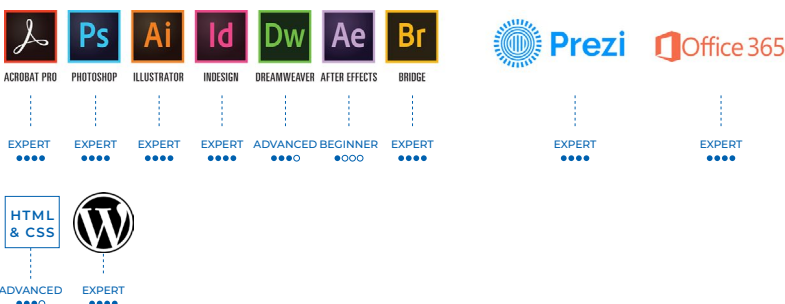 Ps Ai Id Dw Ae Br Prezi Office 365
ACROBAT PRO PHOTOSHOP ILLUSTRATOR INDESIGN DREAMWEAVER AFTER EFFECTS BRIDGE
EXPERT EXPERT EXPERT EXPERT ADVANCED BEGINNER EXPERT EXPERT EXPERT
HTML
& CSS
W
ADVANCED EXPERT